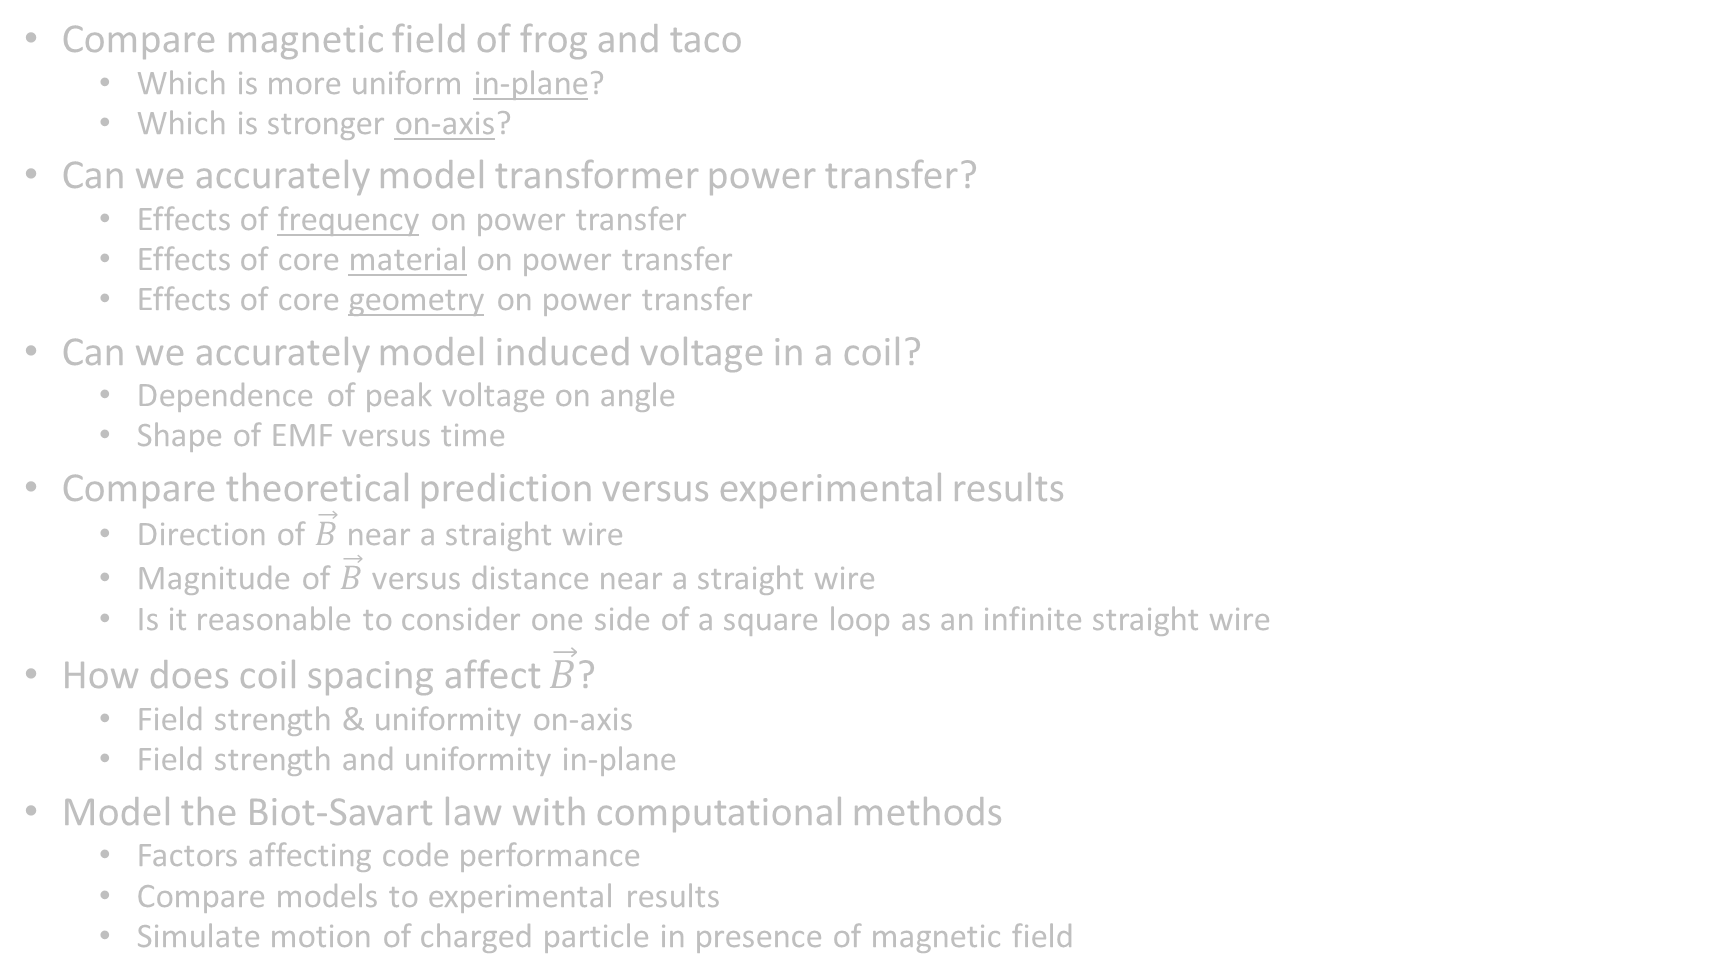 • Compare magnetic field of frog and taco
• Which is more uniform in-plane?
• Which is stronger on-axis?
• Can we accurately model transformer power transfer?
• Effects of frequency on power transfer
• Effects of core material on power transfer
• Effects of core geometry on power transfer
• Can we accurately model induced voltage in a coil?
• Dependence of peak voltage on angle
• Shape of EMF versus time
• Compare theoretical prediction versus experimental results
• Direction of B⃗ near a straight wire
• Magnitude of B⃗ versus distance near a straight wire
• Is it reasonable to consider one side of a square loop as an infinite straight wire
• How does coil spacing affect B⃗?
• Field strength & uniformity on-axis
• Field strength and uniformity in-plane
• Model the Biot-Savart law with computational methods
• Factors affecting code performance
• Compare models to experimental results
• Simulate motion of charged particle in presence of magnetic field